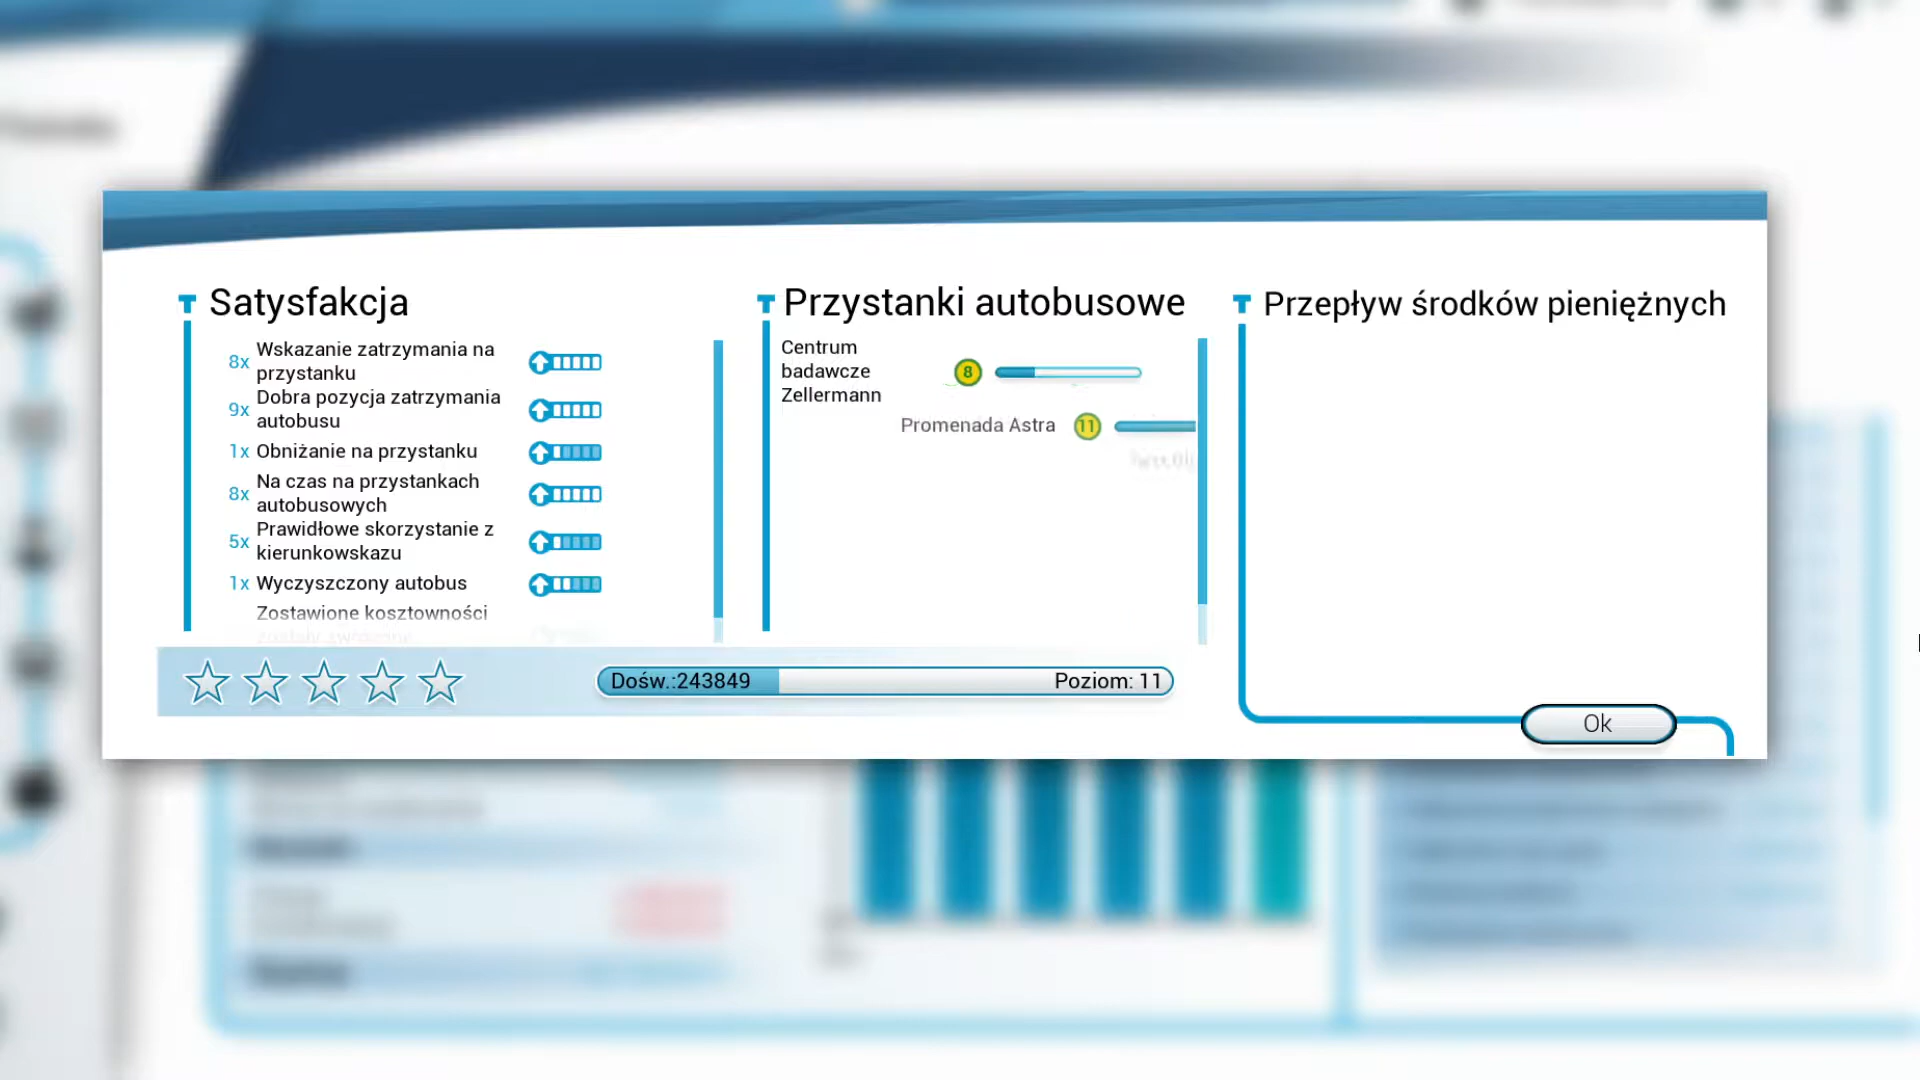 Satysfakcja
8x Wskazanie zatrzymania na
przystanku
9x Dobra pozycja zatrzymania
autobusu
1x Obniżanie na przystanku
8x Na czas na przystankach
autobusowych
5x Prawidłowe skorzystanie z
kierunkowskazu
1x Wyczyszczony autobus
Zostawione kosztowności
Przystanki autobusowe
Centrum
badawcze
Zellermann
8
Promenada Astra 11
Przepływ środków pieniężnych
Dośw.:243849 Poziom: 11
Ok